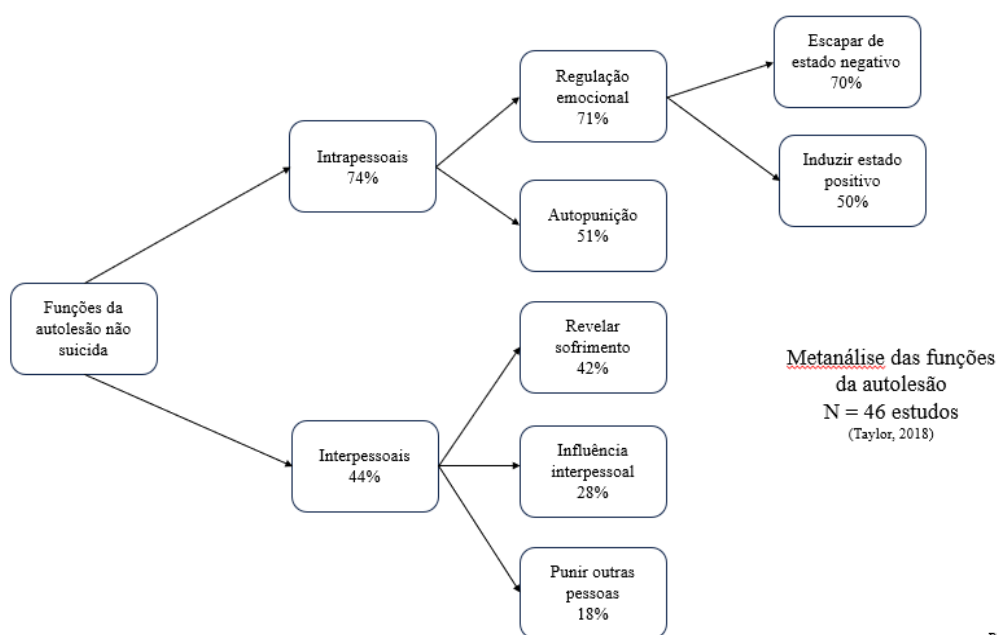 Funções da
autolesão não
suicida
Intrapessoais
74%
Regulação
emocional
71%
Escapar de
estado negativo
70%
Induzir estado
positivo
50%
Autopunição
51%
Interpessoais
44%
Revelar
sofrimento
42%
Influência
interpessoal
28%
Punir outras
pessoas
18%
Metanálise das funções
da autolesão
N = 46 estudos
(Taylor, 2018)